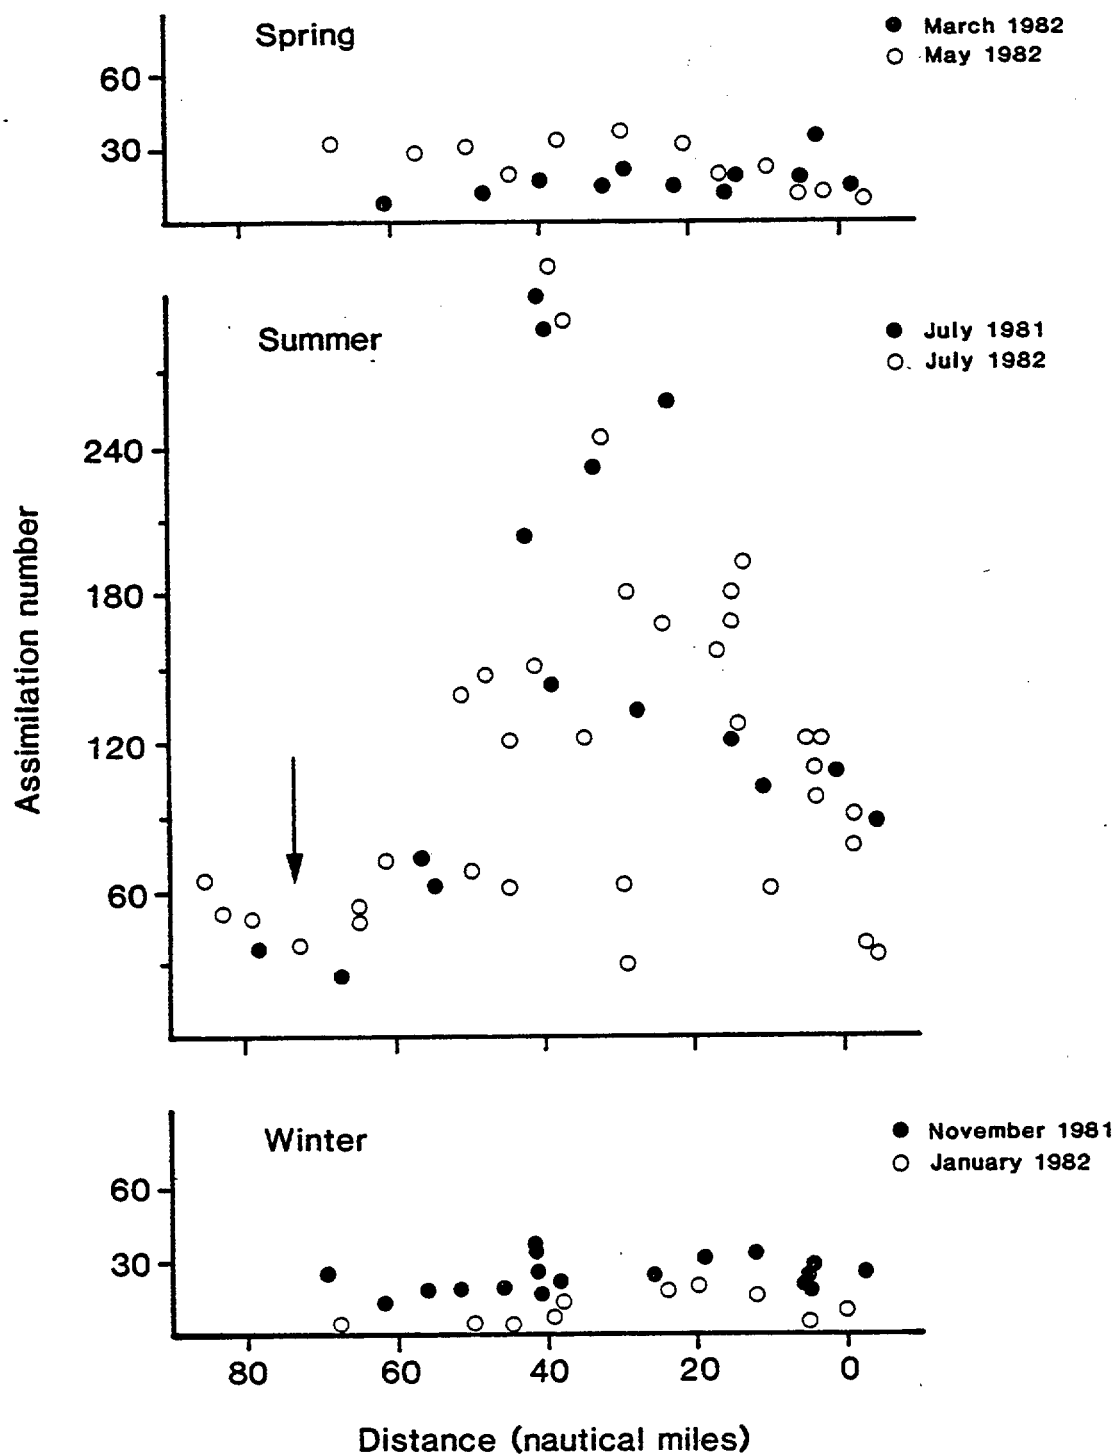 Spring
March 1982
May 1982
60
30
Summer
July 1981
July 1982
240
180
120
60
Assimilation number
Winter
November 1981
January 1982
60
30
80 60 40 20 0
Distance (nautical miles)